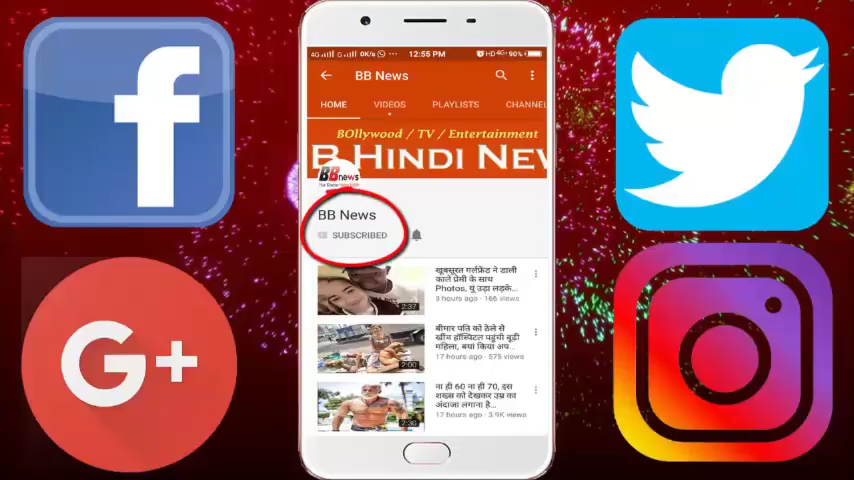 f
12:55 PM
BB News
HOME VIDEOS PLAYLISTS CHANNEL
BOllywood / TV / Entertainment
B HINDI NEW
BBnews
BB News
SUBSCRIBED
खूबसूरत गर्लफ्रेंड ने डाली
काले प्रेमी के साथ
Photos, यूं उड़ा लड़के...
3 hours ago · 166 views
2:37
बीमार पति को ठेले से
खींच हॉस्पिटल पहुंची बूढ़ी
महिला, बयां किया अप...
17 hours ago · 575 views
2:00
ना ही 60 ना ही 70, इस
शख्स को देखकर उम्र का
अंदाजा लगाना है...
17 hours ago · 3.9K views
2:30
G+